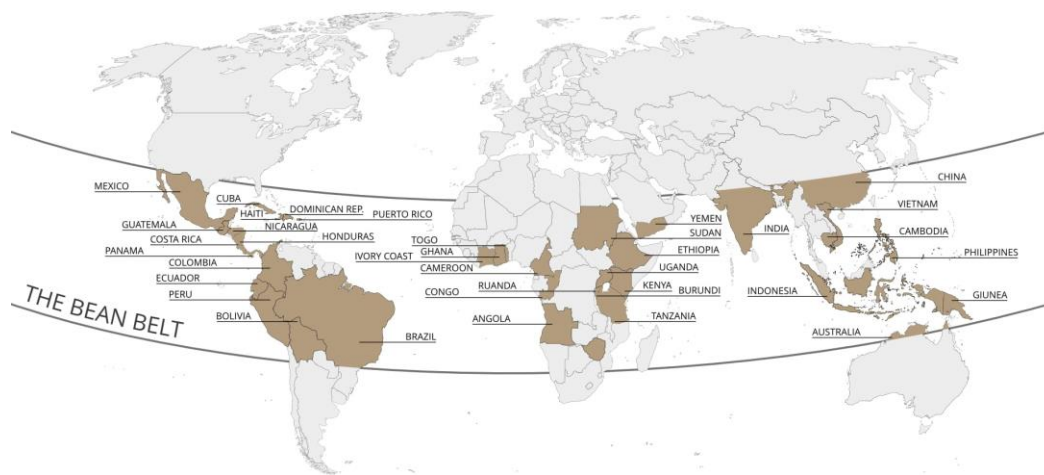 MEXICO
CUBA
HAITI
DOMINICAN REP.
PUERTO RICO
GUATEMALA
NICARAGUA
COSTA RICA
HONDURAS
PANAMA
COLOMBIA
ECUADOR
PERU
BOLIVIA
BRAZIL
THE BEAN BELT
TOGO
GHANA
IVORY COAST
CAMEROON
RUANDA
CONGO
ANGOLA
YEMEN
SUDAN
ETHIOPIA
UGANDA
KENYA
BURUNDI
TANZANIA
CHINA
VIETNAM
INDIA
CAMBODIA
PHILIPPINES
INDONESIA
GIUNEA
AUSTRALIA